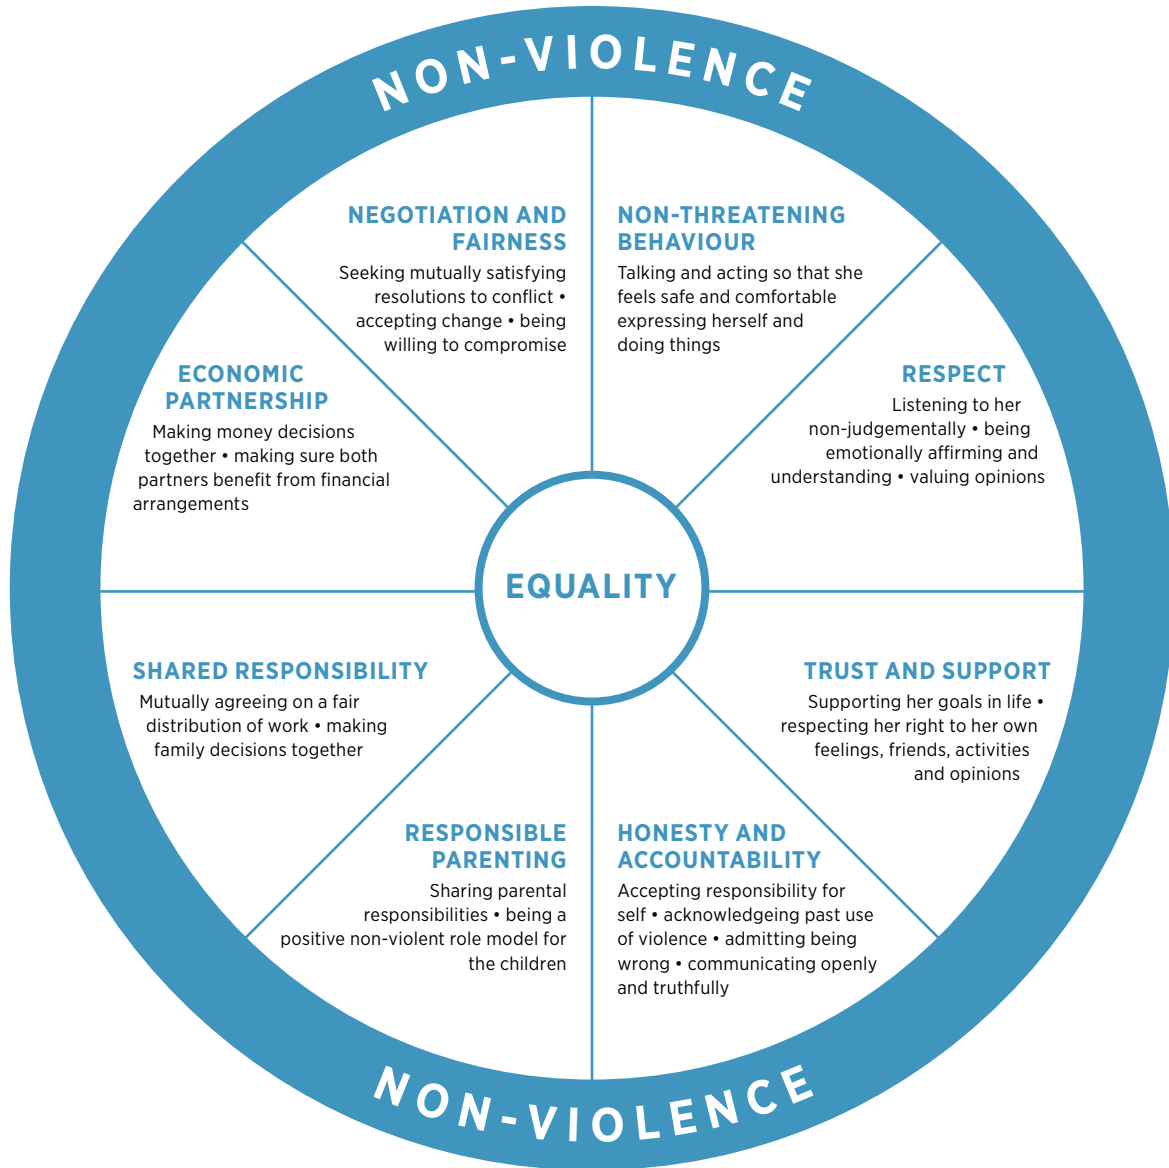 NON-VIOLENCE
NEGOTIATION AND
FAIRNESS
Seeking mutually satisfying
resolutions to conflict •
accepting change • being
willing to compromise
NON-THREATENING
BEHAVIOUR
Talking and acting so that she
feels safe and comfortable
expressing herself and
doing things
ECONOMIC
PARTNERSHIP
Making money decisions
together • making sure both
partners benefit from financial
arrangements
RESPECT
Listening to her
non-judgementally • being
emotionally affirming and
understanding • valuing opinions
EQUALITY
SHARED RESPONSIBILITY
Mutually agreeing on a fair
distribution of work • making
family decisions together
TRUST AND SUPPORT
Supporting her goals in life •
respecting her right to her own
feelings, friends, activities
and opinions
RESPONSIBLE
PARENTING
Sharing parental
responsibilities • being a
positive non-violent role model for
the children
HONESTY AND
ACCOUNTABILITY
Accepting responsibility for
self • acknowledgeing past use
of violence • admitting being
wrong • communicating openly
and truthfully
NON-VIOLENCE